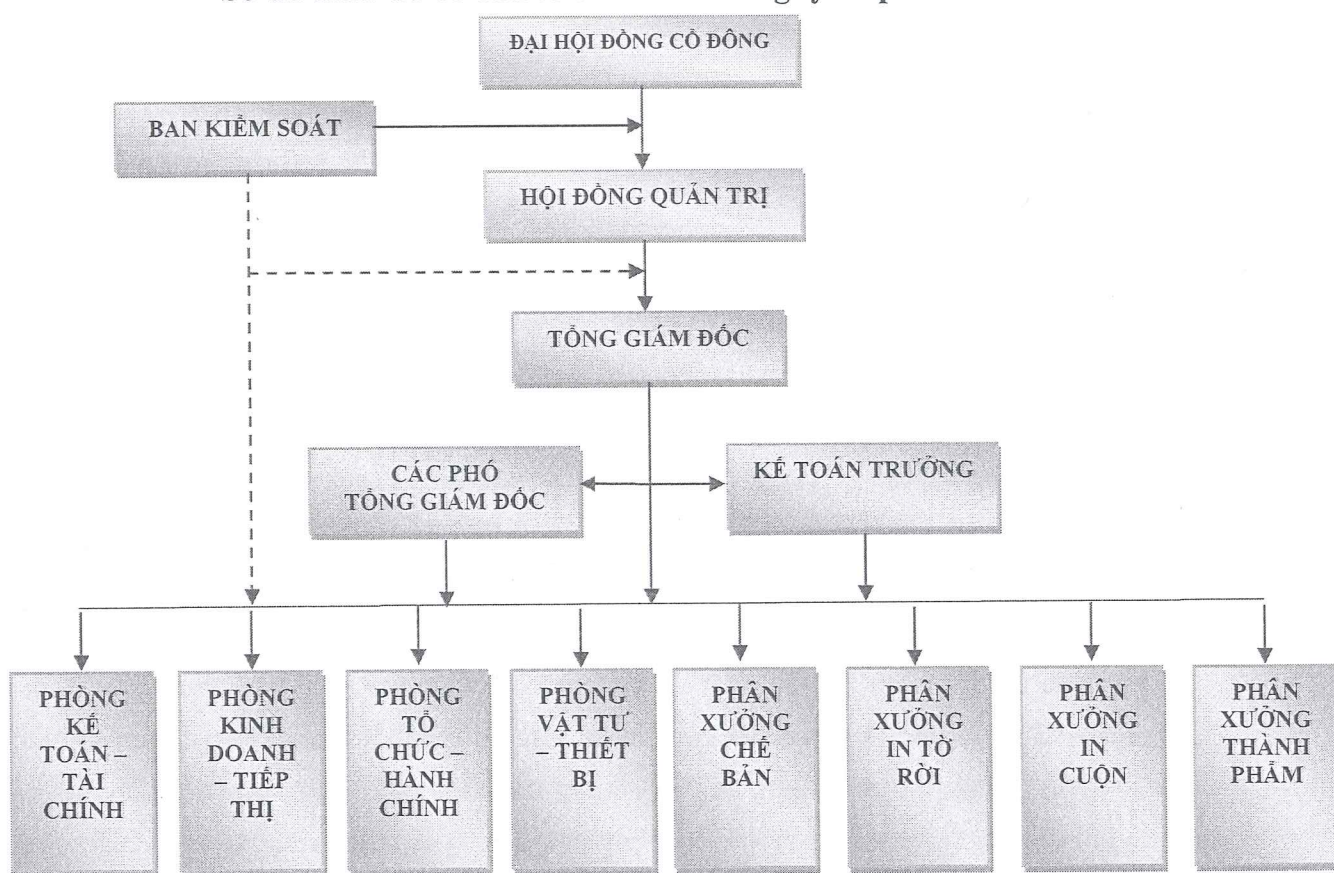 ĐẠI HỘI ĐỒNG CỔ ĐÔNG
BAN KIỂM SOÁT
HỘI ĐỒNG QUẢN TRỊ
TỔNG GIÁM ĐỐC
CÁC PHÓ
TỔNG GIÁM ĐỐC
KẾ TOÁN TRƯỞNG
PHÒNG
KẾ
TOÁN –
TÀI
CHÍNH
PHÒNG
KINH
DOANH
– TIẾP
THỊ
PHÒNG
TỔ
CHỨC –
HÀNH
CHÍNH
PHÒNG
VẬT TƯ
– THIẾT
BỊ
PHÂN
XƯỞNG
CHẾ
BẢN
PHÂN
XƯỞNG
IN TỜ
RỜI
PHÂN
XƯỞNG
IN
CUỘN
PHÂN
XƯỞNG
THÀNH
PHẨM